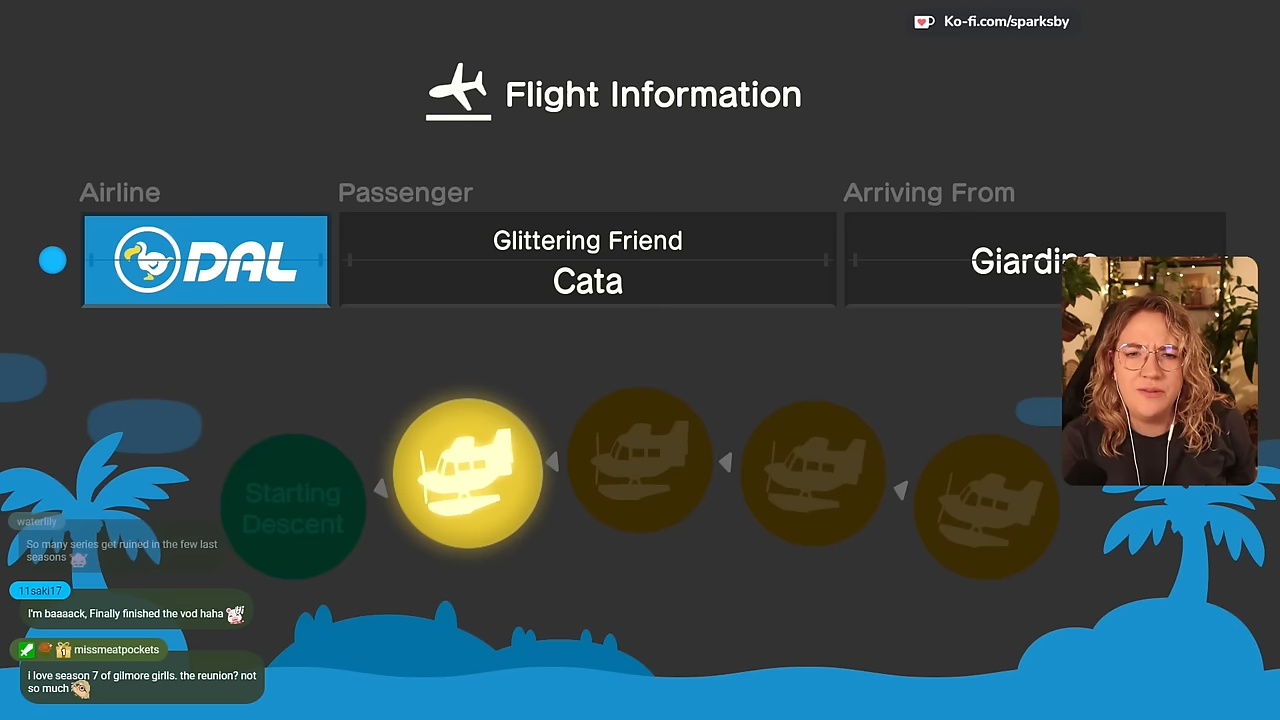 Ko-fi.com/sparksby
Flight Information
Airline
Passenger
Arriving From
DAL
Glittering Friend
Cata
Starting
Descent
waterlily
So many series get ruined in the few last
seasons
11saki17
I'm baaaack, Finally finished the vod haha
missmeatpockets
i love season 7 of gilmore girlls. the reunion? not
so much